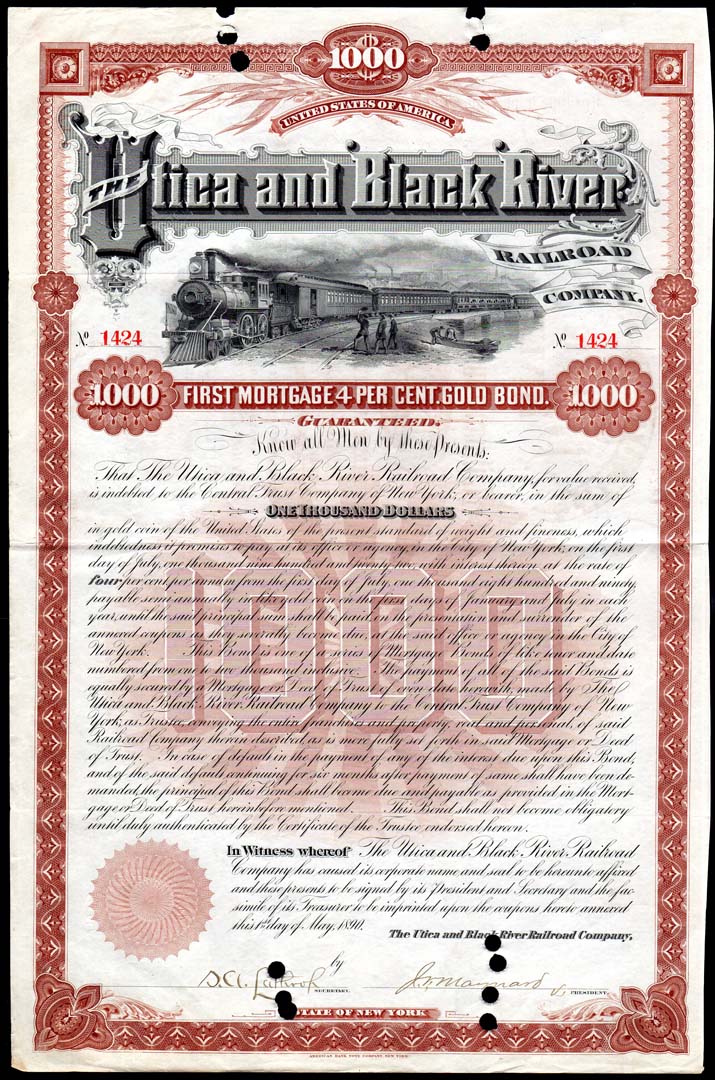 1000
UNITED STATES OF AMERICA
THE Utica and Black River
RAILROAD
COMPANY.
No. 1424 No. 1424
1.000 FIRST MORTGAGE 4 PER CENT. GOLD BOND. 1.000
GUARANTEED.
Know all Men by these Presents:
That The Utica and Black River Railroad Company, for value received,
is indebted to the Central Trust Company of New York, or bearer, in the sum of
ONE THOUSAND DOLLARS
in gold coin of the United States of the present standard of weight and fineness, which
indebtedness it promises to pay, at its office or agency, in the City of New York, on the first
day of July, one thousand nine hundred and twenty two, with interest thereon at the rate of
four per cent per annum from the first day of July, one thousand eight hundred and ninety,
payable semi-annually in like gold coin on the first days of January and July in each
year, until the said principal sum shall be paid on the presentation and surrender of the
annexed coupons as they severally become due, at the said office or agency in the City of
New York. This Bond is one of a series of Mortgage Bonds of like tenor and date
numbered from one to one thousand inclusive. The payment of all of the said Bonds is
equally secured by a Mortgage or Deed of Trust of even date herewith, made by The
Utica and Black River Railroad Company to the Central Trust Company of New
York, as Trustee, conveying the entire franchises and property, real and personal, of said
Railroad Company therein described, as is more fully set forth in said Mortgage or Deed
of Trust. In case of default in the payment of any of the interest due upon this Bond,
and of the said default continuing for six months after payment of same shall have been de-
manded, the principal of this bond shall become due and payable as provided in the Mort-
gage or Deed of Trust hereinbefore mentioned. This Bond shall not become obligatory
until duly authenticated by the Certificate of the Trustee endorsed hereon.
In Witness whereof The Utica and Black River Railroad
Company has caused its corporate name and seal to be hereunto affixed
and these presents to be signed by its President and Secretary and the fac-
simile of its Treasurer to be imprinted upon the coupons hereto annexed
this 1st day of May, 1890.
The Utica and Black River Railroad Company,
by
S. A. Lathrop SECRETARY. J. F. Maynard V. PRESIDENT.
STATE OF NEW YORK
AMERICAN BANK NOTE COMPANY, NEW YORK.
1000